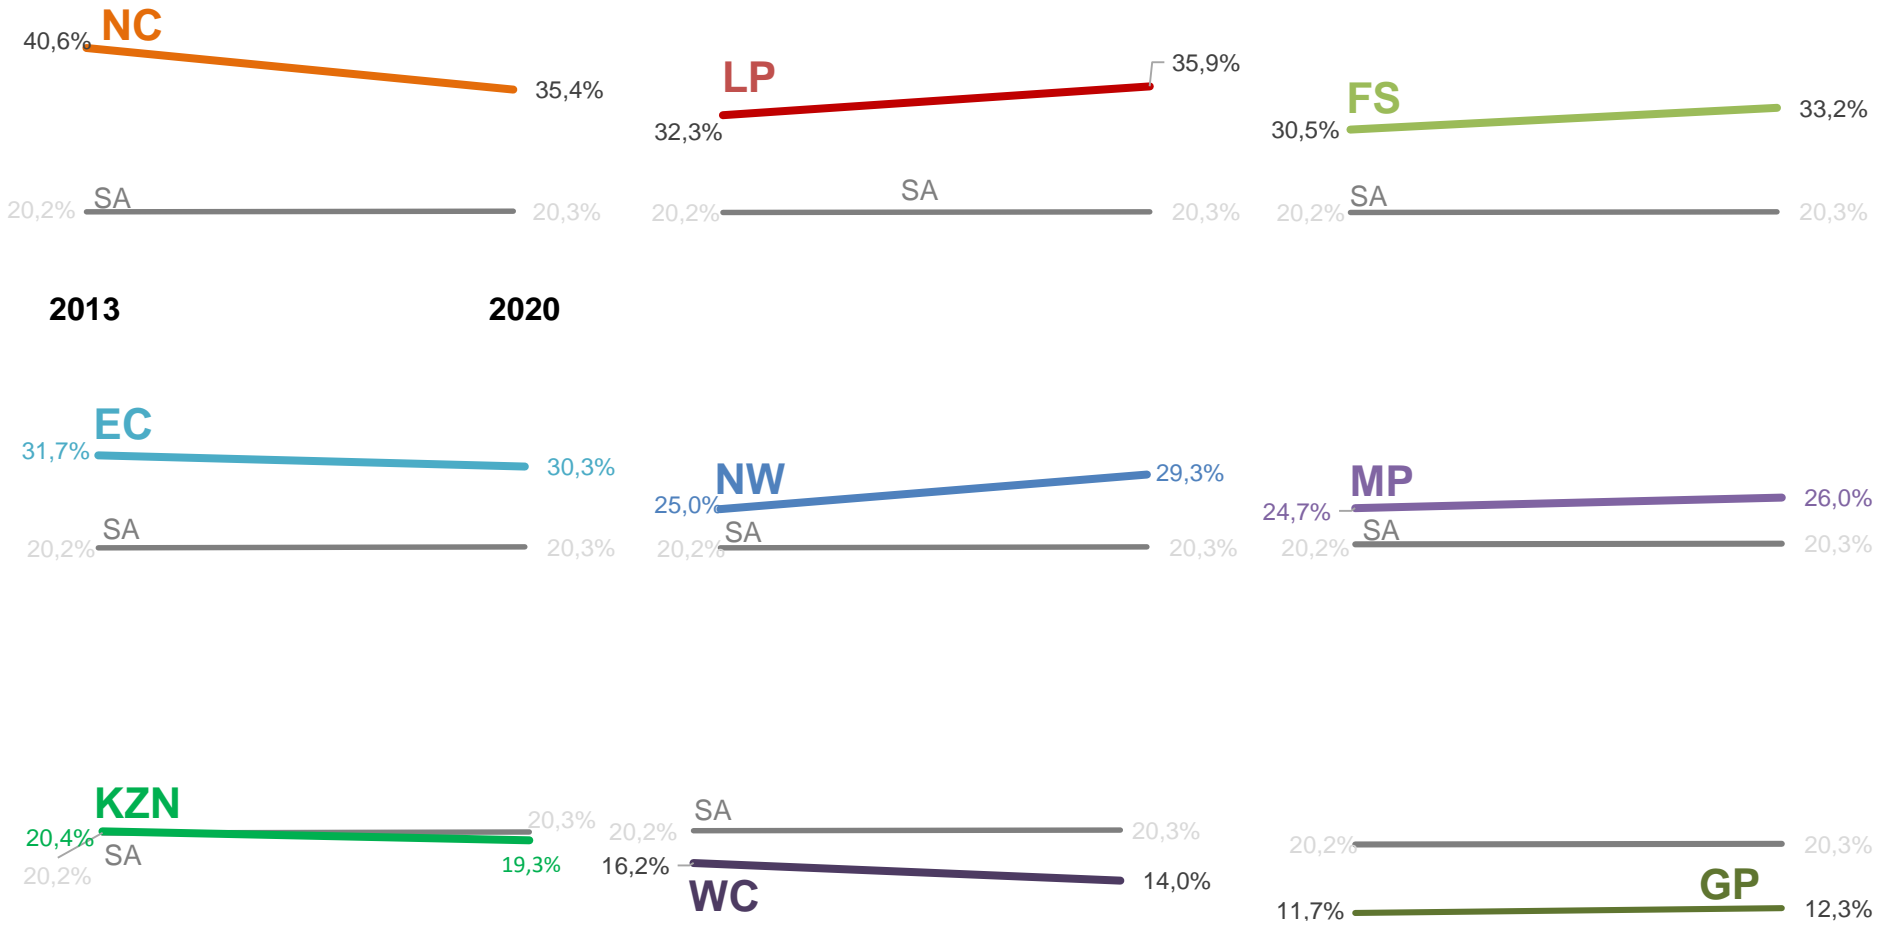 NC
40,6%
35,4%
SA
20,2%
20,3%
LP
35,9%
32,3%
SA
20,2%
20,3%
FS
30,5%
33,2%
SA
20,2%
20,3%
2013
2020
EC
31,7%
30,3%
SA
20,2%
20,3%
NW
29,3%
25,0%
SA
20,2%
20,3%
MP
24,7%
26,0%
SA
20,2%
20,3%
KZN
20,3%
20,4%
SA
19,3%
20,2%
SA
20,2%
20,3%
16,2%
14,0%
WC
20,2%
20,3%
GP
11,7%
12,3%